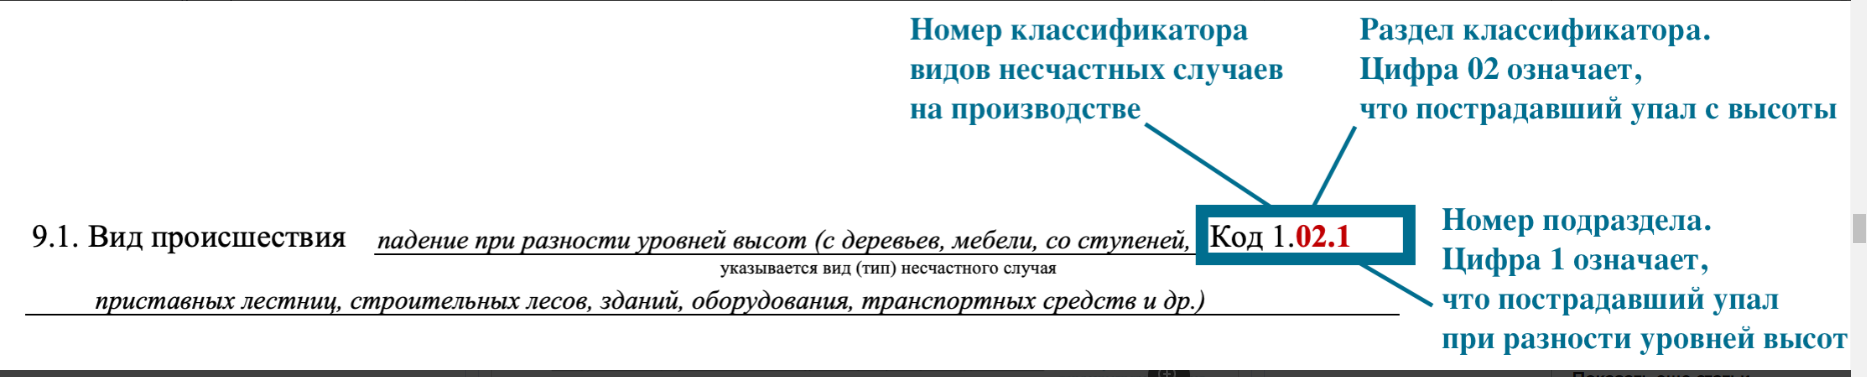 Номер классификатора
видов несчастных случаев
на производстве
Раздел классификатора.
Цифра 02 означает,
что пострадавший упал с высоты
9.1. Вид происшествия падение при разности уровней высот (с деревьев, мебели, со ступеней, Код 1.02.1
указывается вид (тип) несчастного случая
приставных лестниц, строительных лесов, зданий, оборудования, транспортных средств и др.)
Номер подраздела.
Цифра 1 означает,
что пострадавший упал
при разности уровней высот